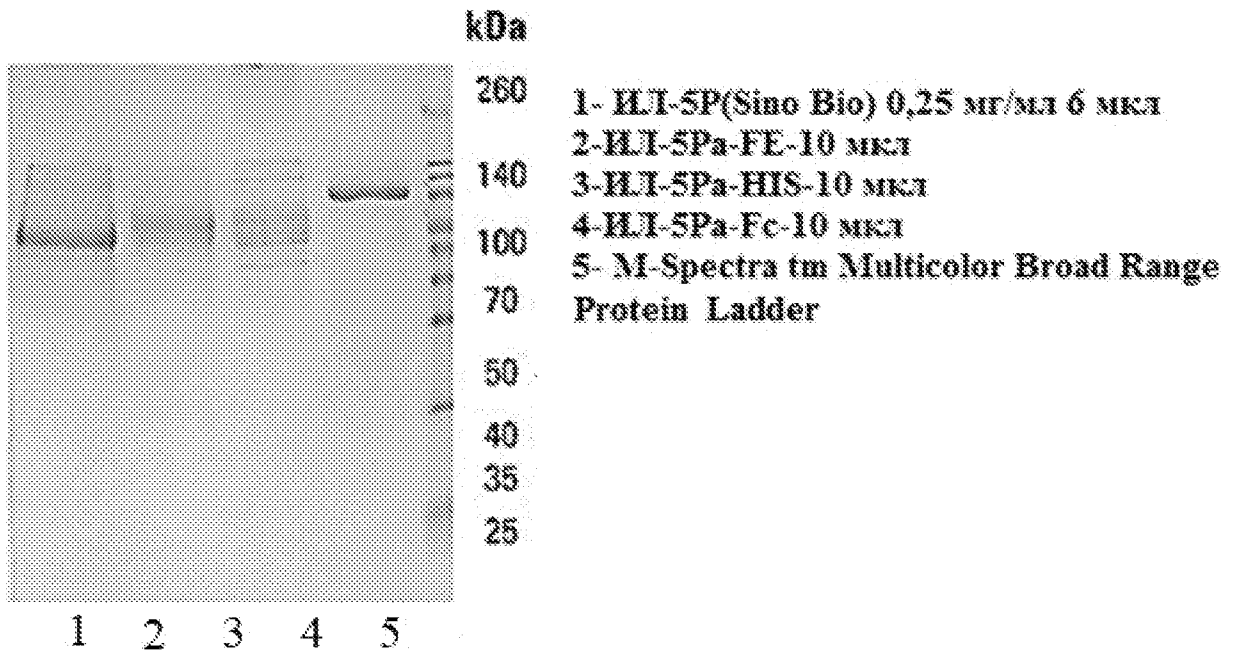 kDa
260
140
100
70
50
40
35
25
1- ИЛ-5Р(Sino Bio) 0,25 мг/мл 6 мкл
2-ИЛ-5Ра-FE-10 мкл
3-ИЛ-5Ра-HIS-10 мкл
4-ИЛ-5Ра-Fc-10 мкл
5- M-Spectra tm Multicolor Broad Range
Protein Ladder
1 2 3 4 5